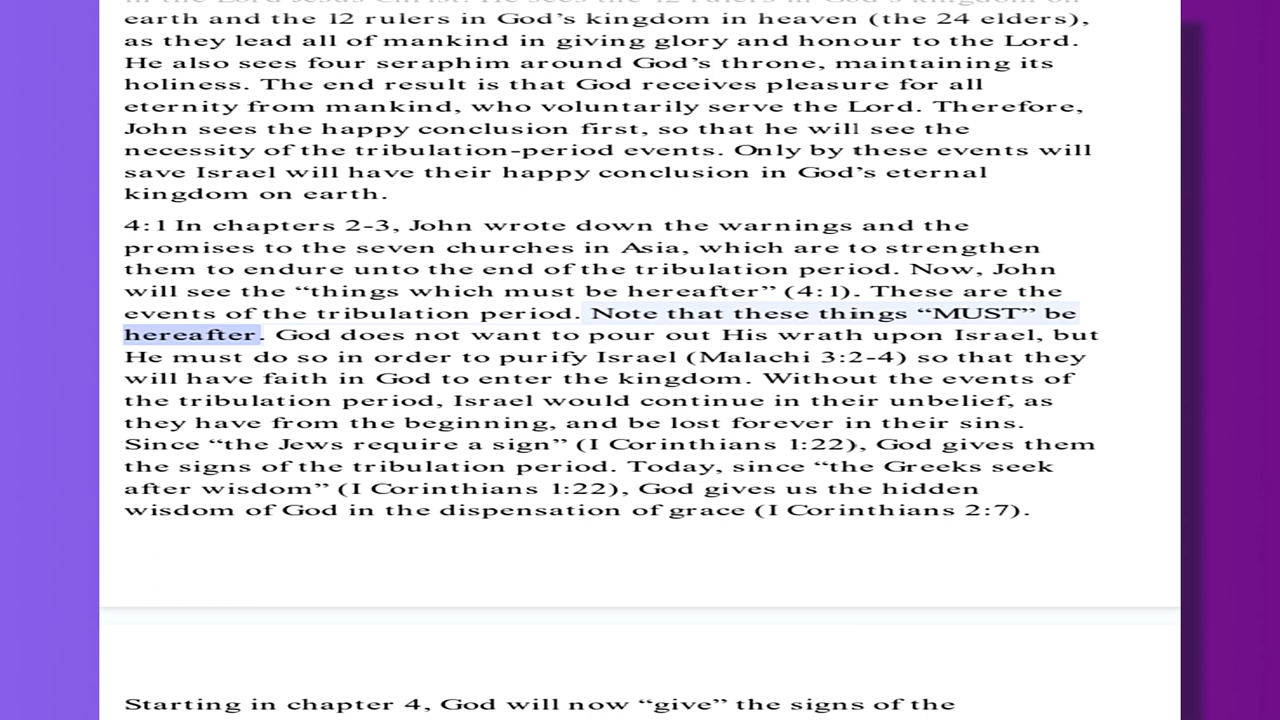 in the Lord Jesus Christ. He sees the 12 rulers in God's kingdom on
earth and the 12 rulers in God's kingdom in heaven (the 24 elders),
as they lead all of mankind in giving glory and honour to the Lord.
He also sees four seraphim around God's throne, maintaining its
holiness. The end result is that God receives pleasure for all
eternity from mankind, who voluntarily serve the Lord. Therefore,
John sees the happy conclusion first, so that he will see the
necessity of the tribulation-period events. Only by these events will
save Israel will have their happy conclusion in God's eternal
kingdom on earth.
4:1 In chapters 2-3, John wrote down the warnings and the
promises to the seven churches in Asia, which are to strengthen
them to endure unto the end of the tribulation period. Now, John
will see the “things which must be hereafter” (4:1). These are the
events of the tribulation period. Note that these things “MUST” be
hereafter. God does not want to pour out His wrath upon Israel, but
He must do so in order to purify Israel (Malachi 3:2-4) so that they
will have faith in God to enter the kingdom. Without the events of
the tribulation period, Israel would continue in their unbelief, as
they have from the beginning, and be lost forever in their sins.
Since “the Jews require a sign” (I Corinthians 1:22), God gives them
the signs of the tribulation period. Today, since “the Greeks seek
after wisdom” (I Corinthians 1:22), God gives us the hidden
wisdom of God in the dispensation of grace (I Corinthians 2:7).
Starting in chapter 4, God will now “give” the signs of the